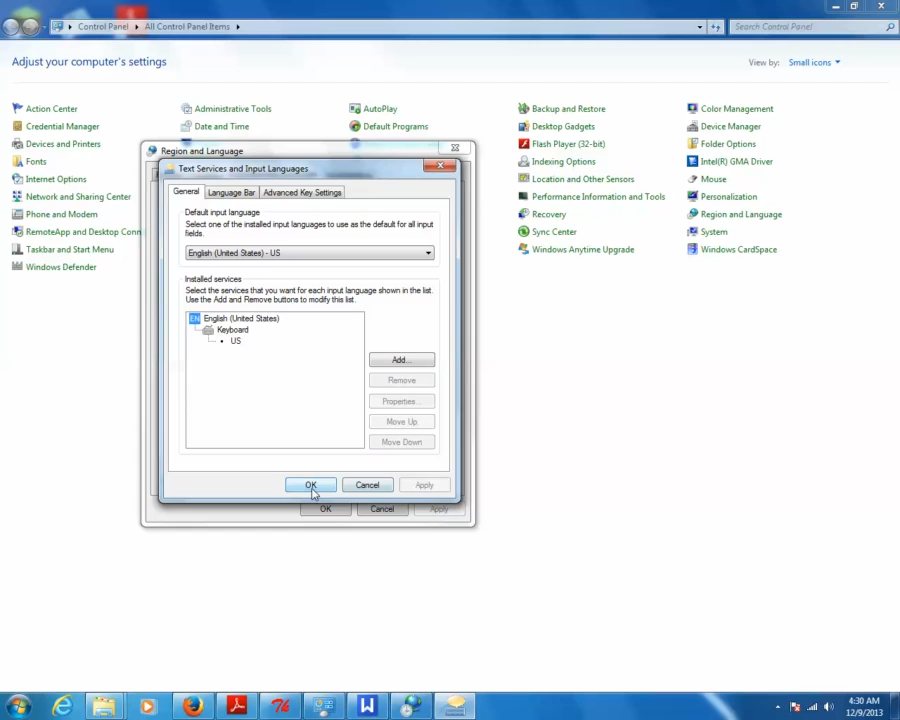 Control Panel ▸ All Control Panel Items ▸
Search Control Panel
Adjust your computer's settings
View by: Small icons
Action Center
Administrative Tools
AutoPlay
Backup and Restore
Color Management
Credential Manager
Date and Time
Default Programs
Desktop Gadgets
Device Manager
Devices and Printers
Flash Player (32-bit)
Folder Options
Fonts
Indexing Options
Intel(R) GMA Driver
Internet Options
Location and Other Sensors
Mouse
Network and Sharing Center
Performance Information and Tools
Personalization
Phone and Modem
Recovery
Region and Language
RemoteApp and Desktop Conn
Sync Center
System
Taskbar and Start Menu
Windows Anytime Upgrade
Windows CardSpace
Windows Defender
Region and Language
Text Services and Input Languages
General
Language Bar
Advanced Key Settings
Default input language
Select one of the installed input languages to use as the default for all input
fields.
English (United States) - US
Installed services
Select the services that you want for each input language shown in the list.
Use the Add and Remove buttons to modify this list.
EN English (United States)
Keyboard
• US
Add...
Remove
Properties...
Move Up
Move Down
OK
Cancel
Apply
OK
Cancel
Apply
4:30 AM
12/9/2013